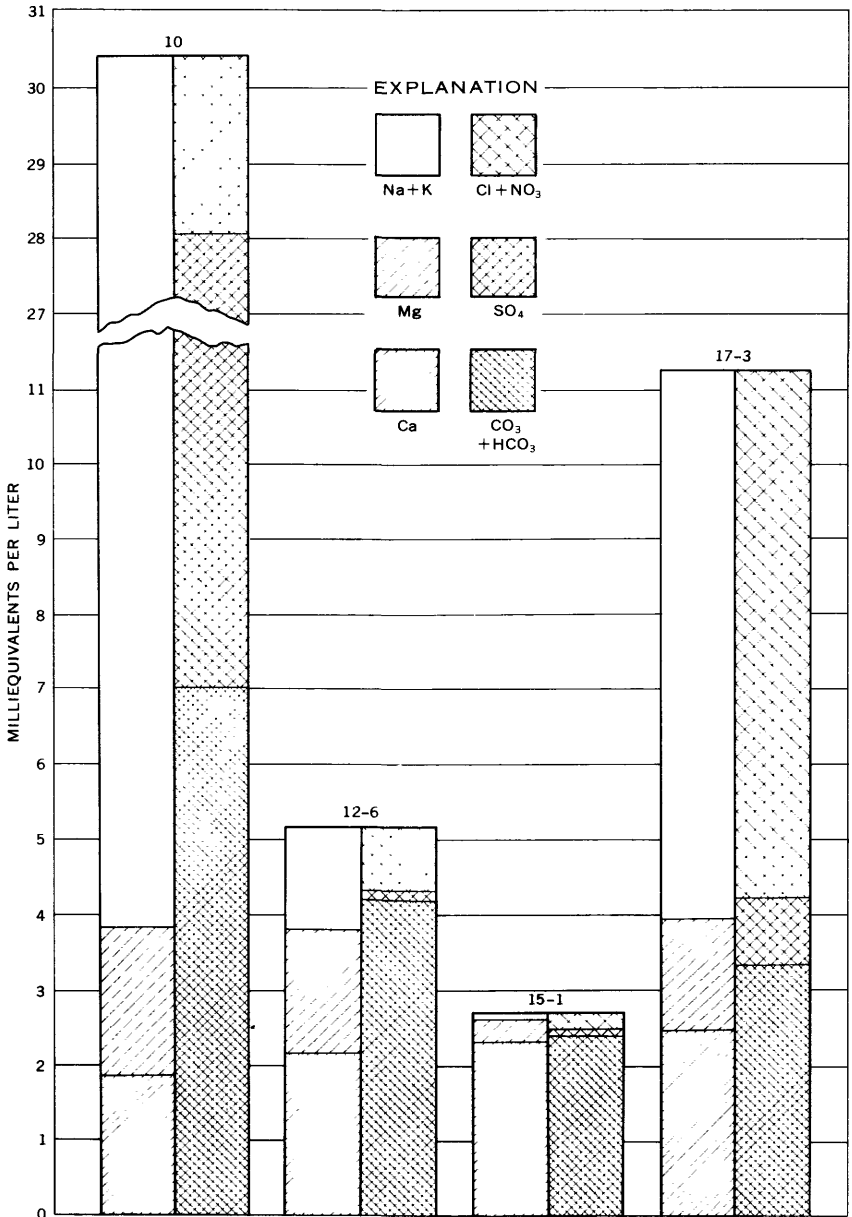 31
10
30
29
28
27
11
10
9
8
7
6
5
4
3
2
1
0
MILLIEQUIVALENTS PER LITER
EXPLANATION
Na+K
Cl+NO₃
Mg
SO₄
Ca
CO₃
+HCO₃
17-3
12-6
15-1